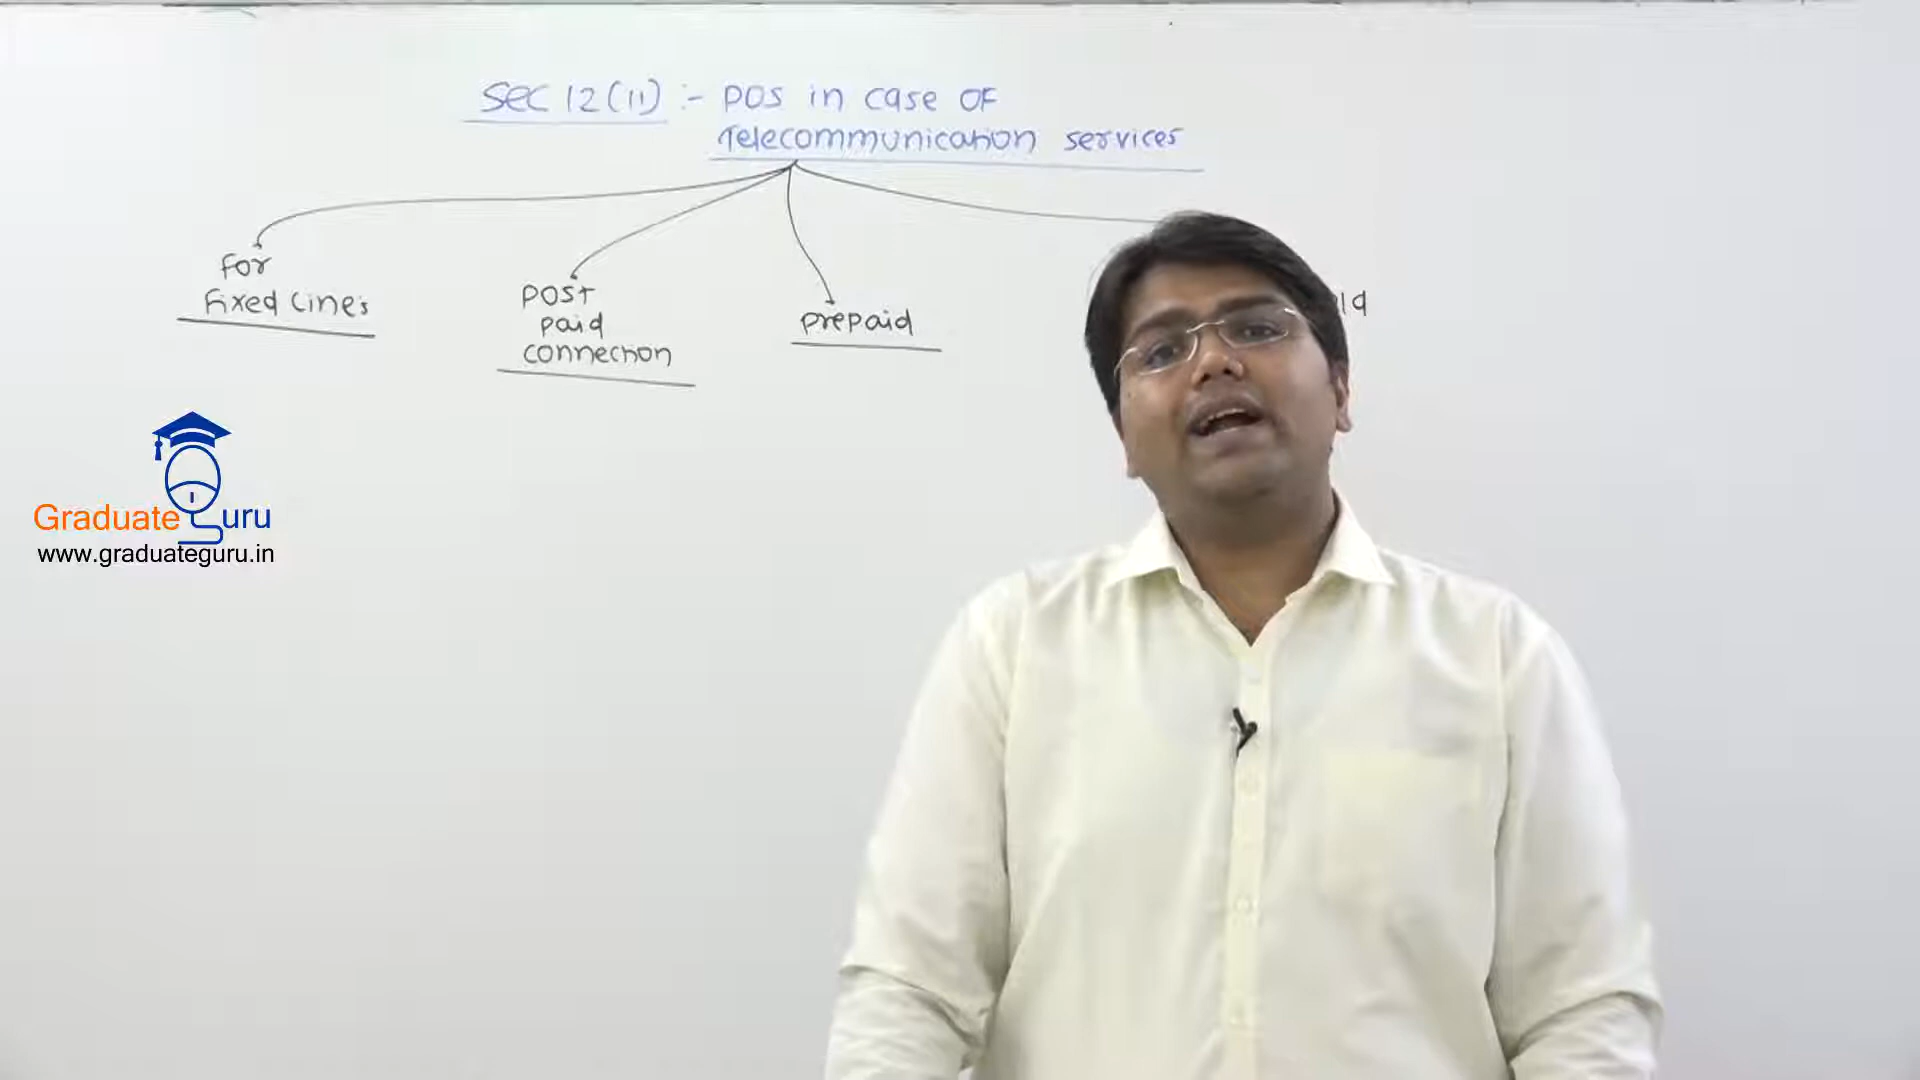 Sec 12(11) :- POS in case of
Telecommunication services
For
Fixed Lines
Post
paid
connection
prepaid
Graduate uru
www.graduateguru.in